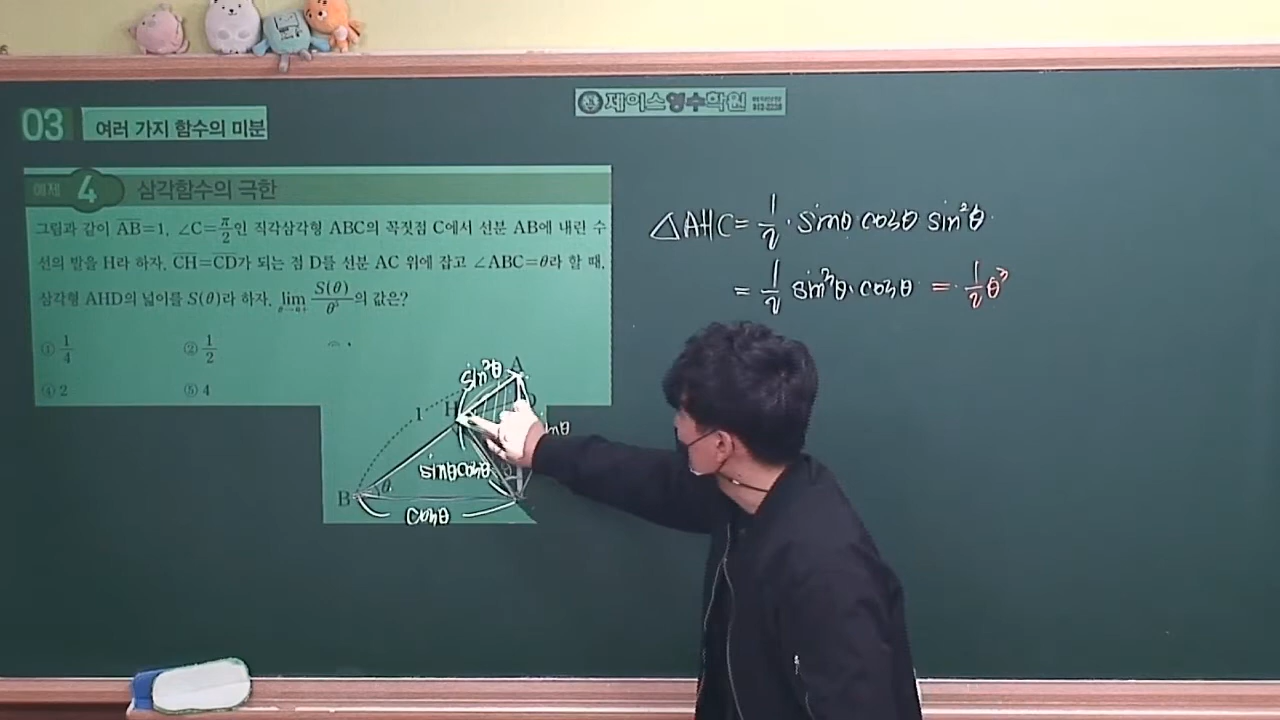 제이스영수학원
03 여러 가지 함수의 미분
예제 4 삼각함수의 극한
그림과 같이 AB=1, ∠C=π/2인 직각삼각형 ABC의 꼭짓점 C에서 선분 AB에 내린 수
선의 발을 H라 하자. CH=CD가 되는 점 D를 선분 AC 위에 잡고 ∠ABC=θ라 할 때,
삼각형 AHD의 넓이를 S(θ)라 하자. lim θ→0+ S(θ)/θ³의 값은?
① 1/4 ② 1/2
④ 2 ⑤ 4
△AHC = 1/2 · sinθ cosθ sin²θ
= 1/2 sin³θ · cosθ = 1/2 θ³
sin²θ A
1 H D
sinθcosθ
B θ
cosθ